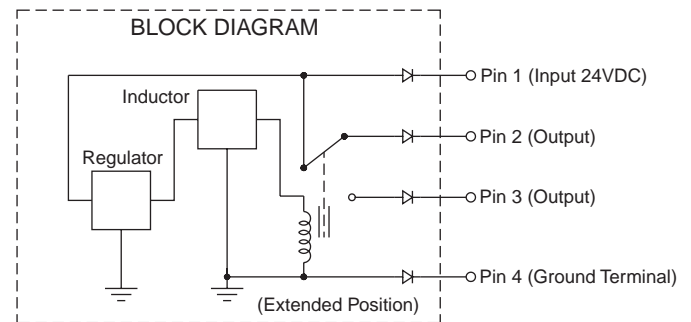 BLOCK DIAGRAM
Pin 1 (Input 24VDC)
Inductor
Pin 2 (Output)
Regulator
Pin 3 (Output)
Pin 4 (Ground Terminal)
(Extended Position)